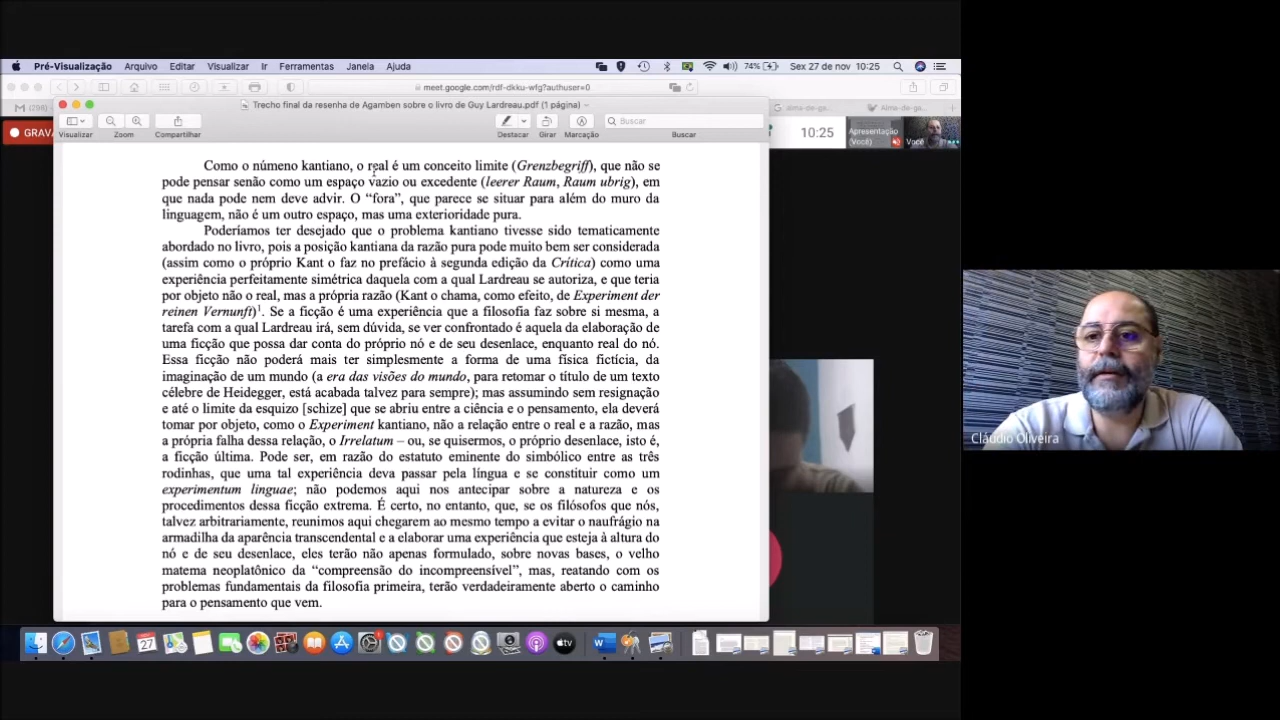 Pré-Visualização Arquivo Editar Visualizar Ir Ferramentas Janela Ajuda 74% Sex 27 de nov 10:25
meet.google.com/rdf-dkku-wfg?authuser=0
Trecho final da resenha de Agamben sobre o livro de Guy Lardreau.pdf (1 página)
Visualizar Zoom Compartilhar Destacar Girar Marcação Buscar
Buscar
GRAVA
10:25
Apresentação
(Você)
Você
Como o númeno kantiano, o real é um conceito limite (Grenzbegriff), que não se
pode pensar senão como um espaço vazio ou excedente (leerer Raum, Raum ubrig), em
que nada pode nem deve advir. O “fora”, que parece se situar para além do muro da
linguagem, não é um outro espaço, mas uma exterioridade pura.
Poderíamos ter desejado que o problema kantiano tivesse sido tematicamente
abordado no livro, pois a posição kantiana da razão pura pode muito bem ser considerada
(assim como o próprio Kant o faz no prefácio à segunda edição da Crítica) como uma
experiência perfeitamente simétrica daquela com a qual Lardreau se autoriza, e que teria
por objeto não o real, mas a própria razão (Kant o chama, como efeito, de Experiment der
reinen Vernunft)¹. Se a ficção é uma experiência que a filosofia faz sobre si mesma, a
tarefa com a qual Lardreau irá, sem dúvida, se ver confrontado é aquela da elaboração de
uma ficção que possa dar conta do próprio nó e de seu desenlace, enquanto real do nó.
Essa ficção não poderá mais ter simplesmente a forma de uma física fictícia, da
imaginação de um mundo (a era das visões do mundo, para retomar o título de um texto
célebre de Heidegger, está acabada talvez para sempre); mas assumindo sem resignação
e até o limite da esquizo [schize] que se abriu entre a ciência e o pensamento, ela deverá
tomar por objeto, como o Experiment kantiano, não a relação entre o real e a razão, mas
a própria falha dessa relação, o Irrelatum – ou, se quisermos, o próprio desenlace, isto é,
a ficção última. Pode ser, em razão do estatuto eminente do simbólico entre as três
rodinhas, que uma tal experiência deva passar pela língua e se constituir como um
experimentum linguae; não podemos aqui nos antecipar sobre a natureza e os
procedimentos dessa ficção extrema. É certo, no entanto, que, se os filósofos que nós,
talvez arbitrariamente, reunimos aqui chegarem ao mesmo tempo a evitar o naufrágio na
armadilha da aparência transcendental e a elaborar uma experiência que esteja à altura do
nó e de seu desenlace, eles terão não apenas formulado, sobre novas bases, o velho
matema neoplatônico da “compreensão do incompreensível”, mas, reatando com os
problemas fundamentais da filosofia primeira, terão verdadeiramente aberto o caminho
para o pensamento que vem.
Cláudio Oliveira